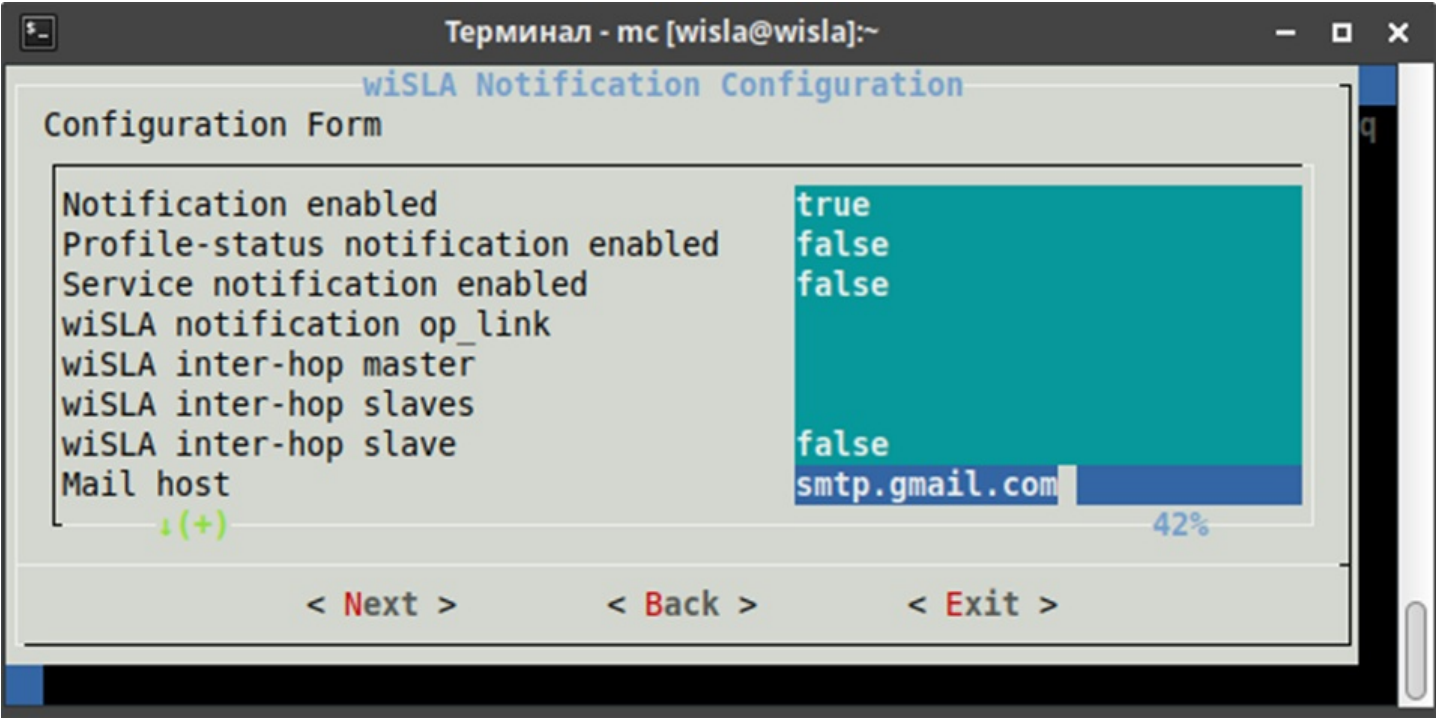 Терминал - mc [wisla@wisla]:~
wiSLA Notification Configuration
Configuration Form
q
Notification enabled true
Profile-status notification enabled false
Service notification enabled false
wiSLA notification op_link
wiSLA inter-hop master
wiSLA inter-hop slaves
wiSLA inter-hop slave false
Mail host smtp.gmail.com
↓(+) 42%
< Next > < Back > < Exit >